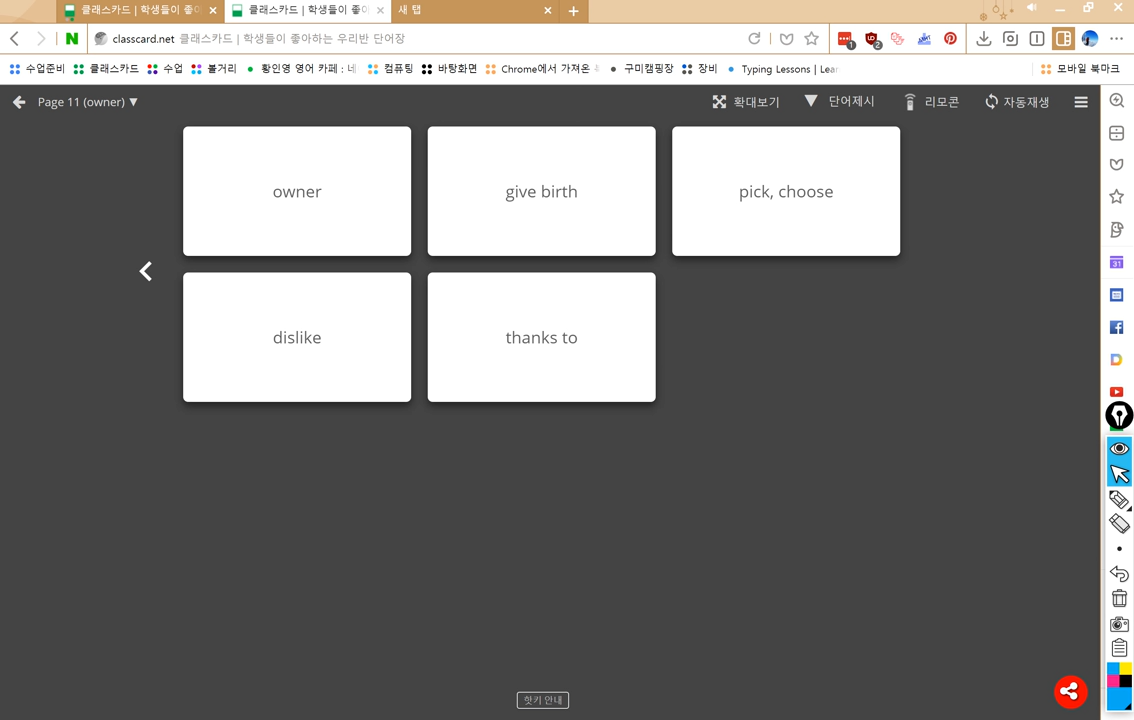 클래스카드 | 학생들이 좋아
클래스카드 | 학생들이 좋아
새 탭
N
classcard.net 클래스카드 | 학생들이 좋아하는 우리반 단어장
1
2
수업준비
클래스카드
수업
볼거리
황인영 영어 카페 : 네
컴퓨팅
바탕화면
Chrome에서 가져온
구미캠핑장
장비
Typing Lessons | Lear
모바일 북마크
Page 11 (owner) ▼
확대보기
단어제시
리모콘
자동재생
owner
give birth
pick, choose
dislike
thanks to
31
핫키 안내